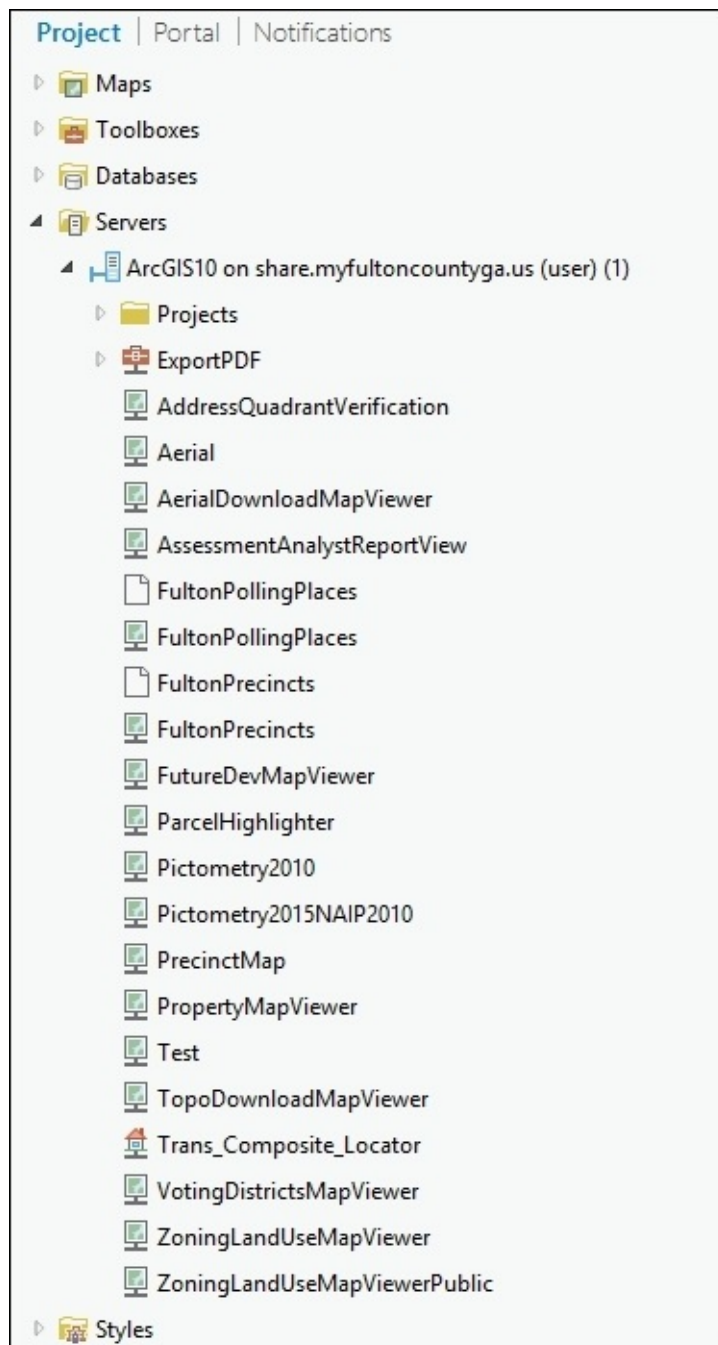 Project | Portal | Notifications
Maps
Toolboxes
Databases
Servers
ArcGIS10 on share.myfultoncountyga.us (user) (1)
Projects
ExportPDF
AddressQuadrantVerification
Aerial
AerialDownloadMapViewer
AssessmentAnalystReportView
FultonPollingPlaces
FultonPollingPlaces
FultonPrecincts
FultonPrecincts
FutureDevMapViewer
ParcelHighlighter
Pictometry2010
Pictometry2015NAIP2010
PrecinctMap
PropertyMapViewer
Test
TopoDownloadMapViewer
Trans_Composite_Locator
VotingDistrictsMapViewer
ZoningLandUseMapViewer
ZoningLandUseMapViewerPublic
Styles